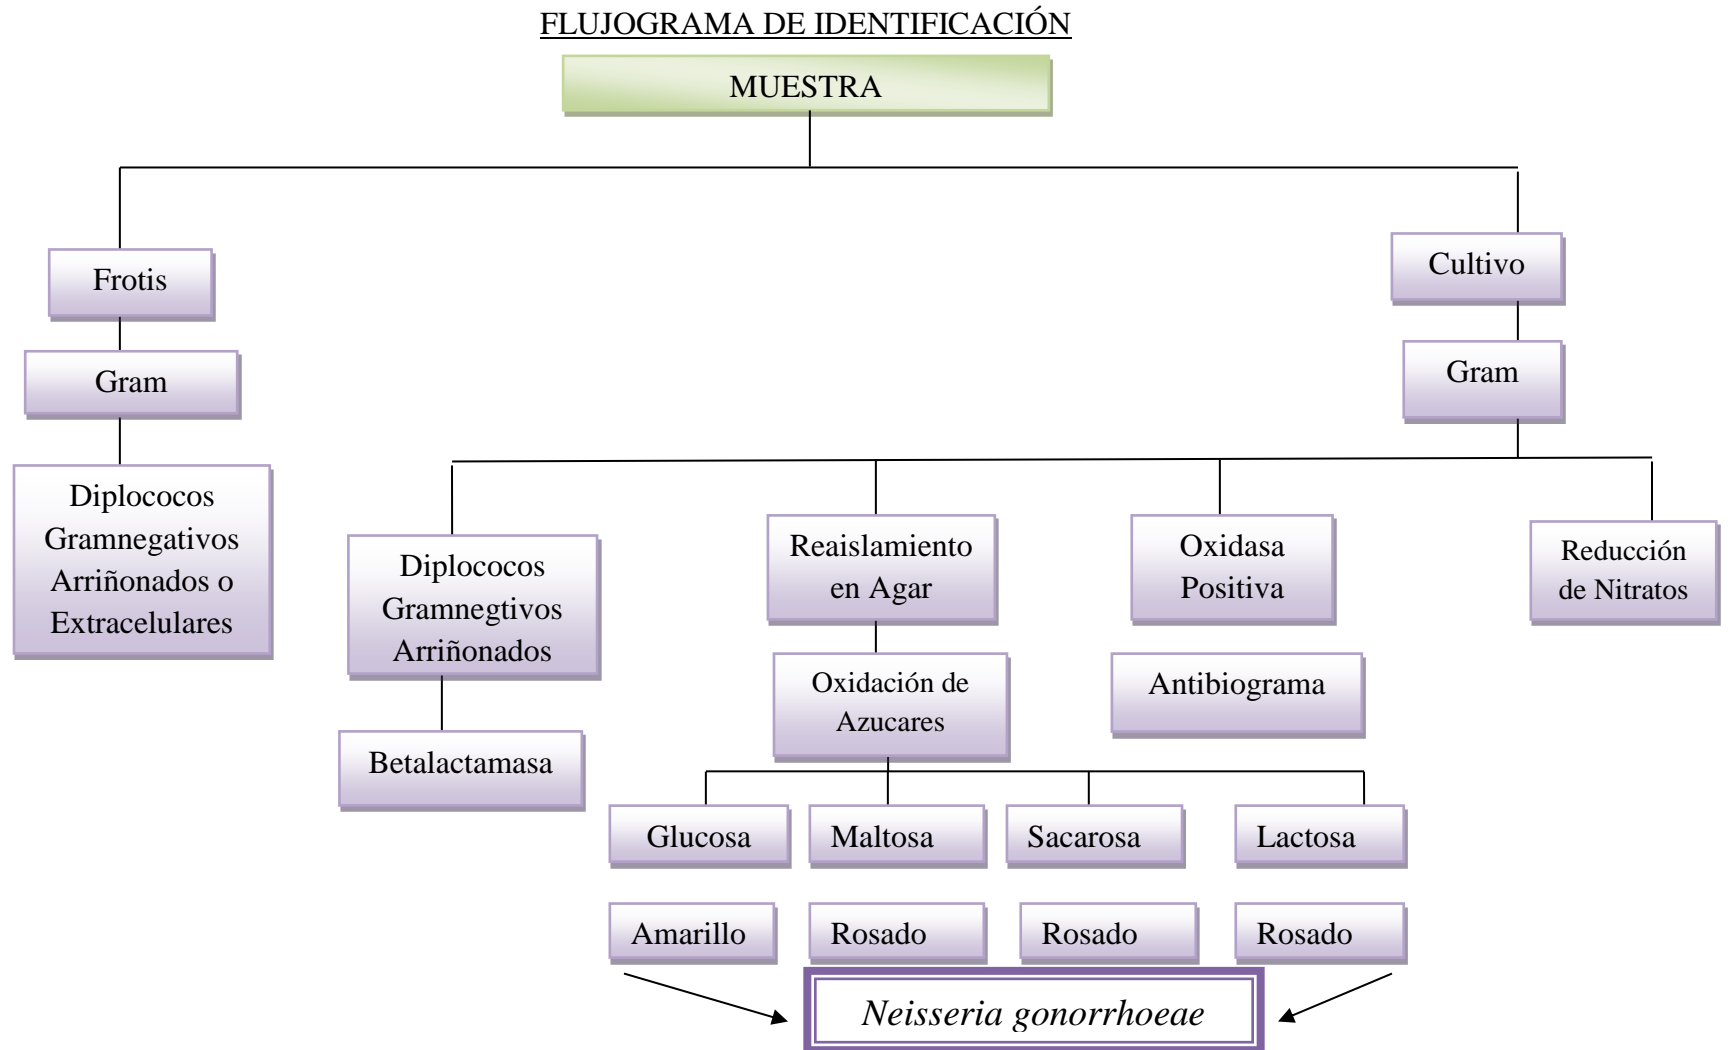 FLUJOGRAMA DE IDENTIFICACIÓN
MUESTRA
Frotis
Gram
Diplococos
Gramnegativos
Arriñonados o
Extracelulares
Cultivo
Gram
Diplococos
Gramnegtivos
Arriñonados
Betalactamasa
Reaislamiento
en Agar
Oxidación de
Azucares
Oxidasa
Positiva
Antibiograma
Reducción
de Nitratos
Glucosa
Maltosa
Sacarosa
Lactosa
Amarillo
Rosado
Rosado
Rosado
Neisseria gonorrhoeae